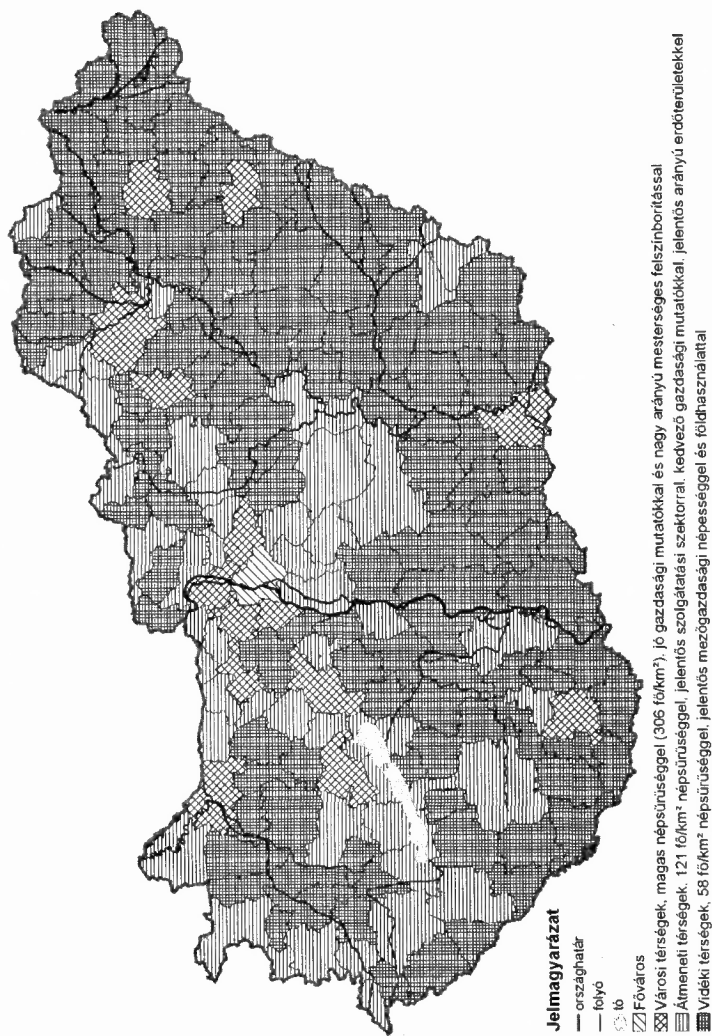 Jelmagyarázat
országhatár
folyó
tó
Főváros
Városi térségek, magas népsűrűséggel (306 fő/km²), jó gazdasági mutatókkal és nagy arányú mesterséges felszínborítással
Átmeneti térségek, 121 fő/km² népsűrűséggel, jelentős szolgátatási szektorral, kedvező gazdasági mutatókkal, jelentős arányú erdőterületekkel
Vidéki térségek, 58 fő/km² népsűrűséggel, jelentős mezőgazdasági népességgel és földhasználattal